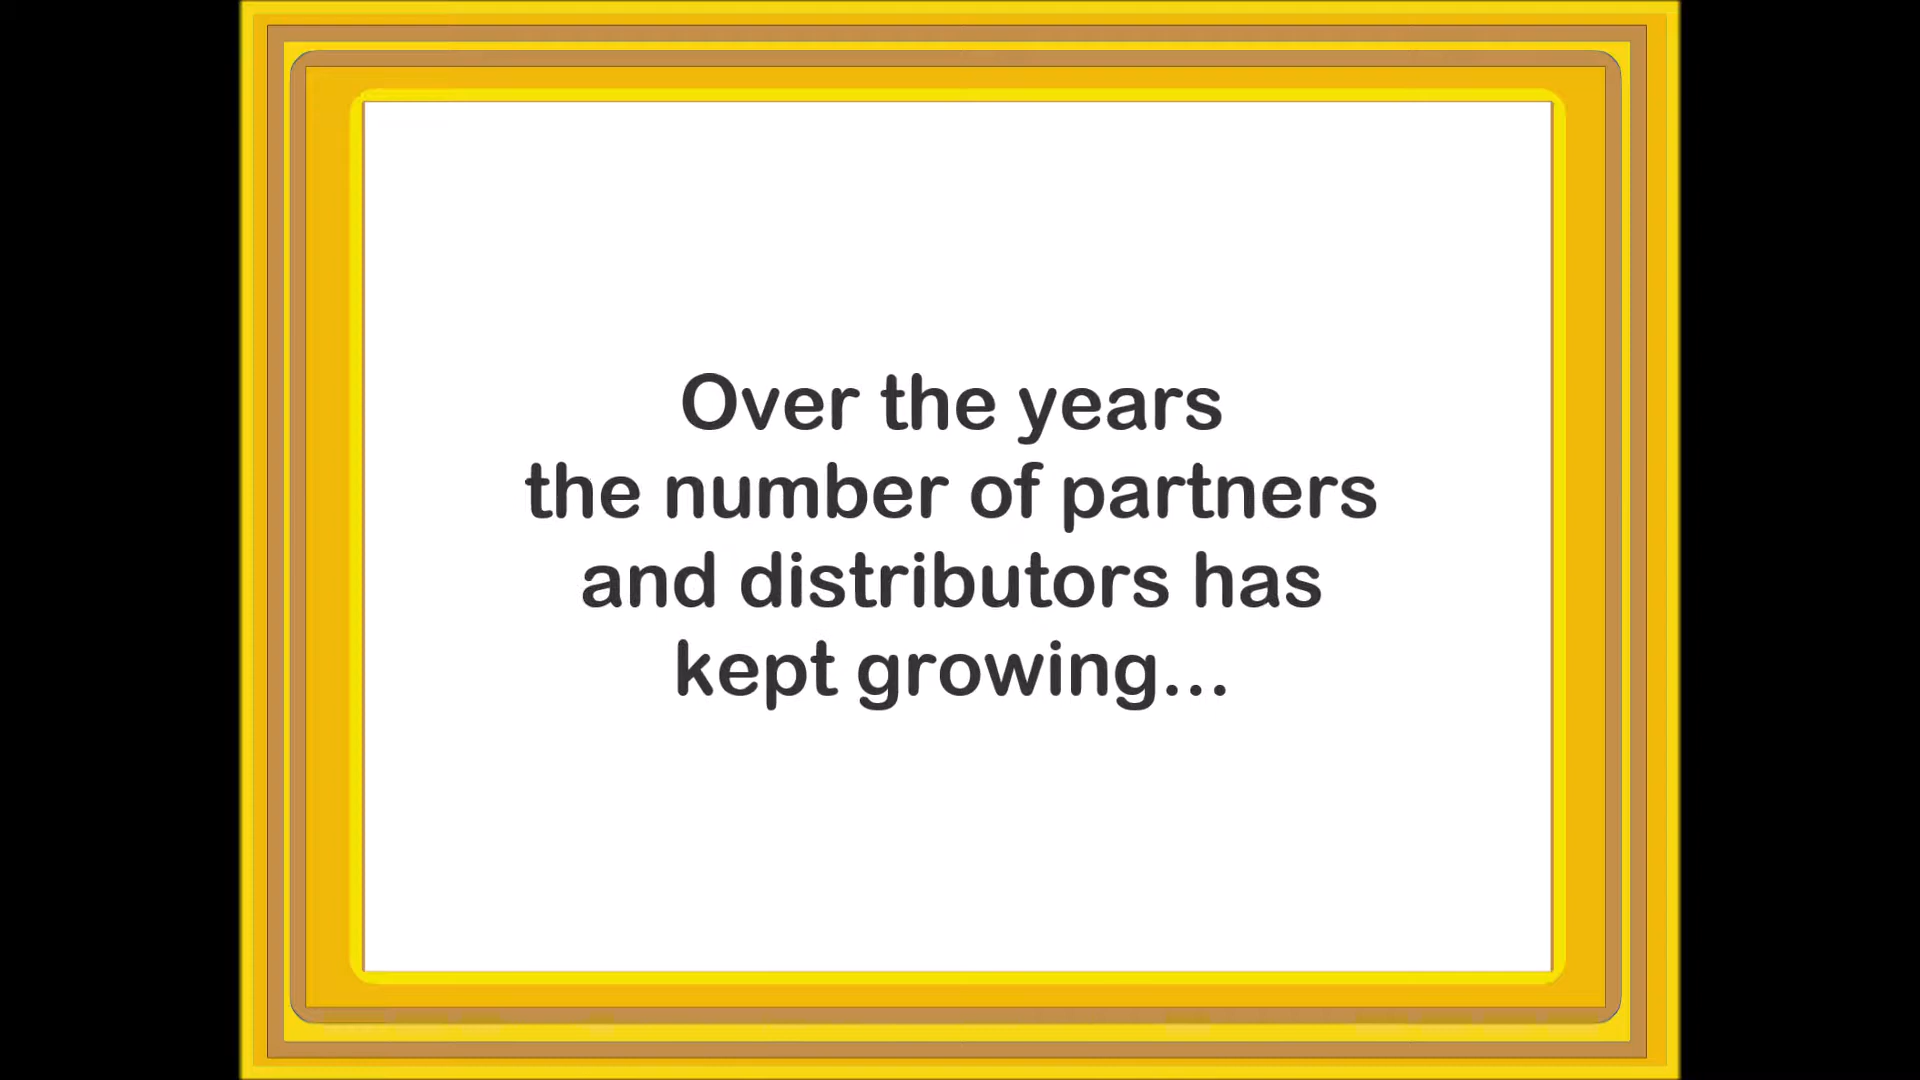 Over the years
the number of partners
and distributors has
kept growing...